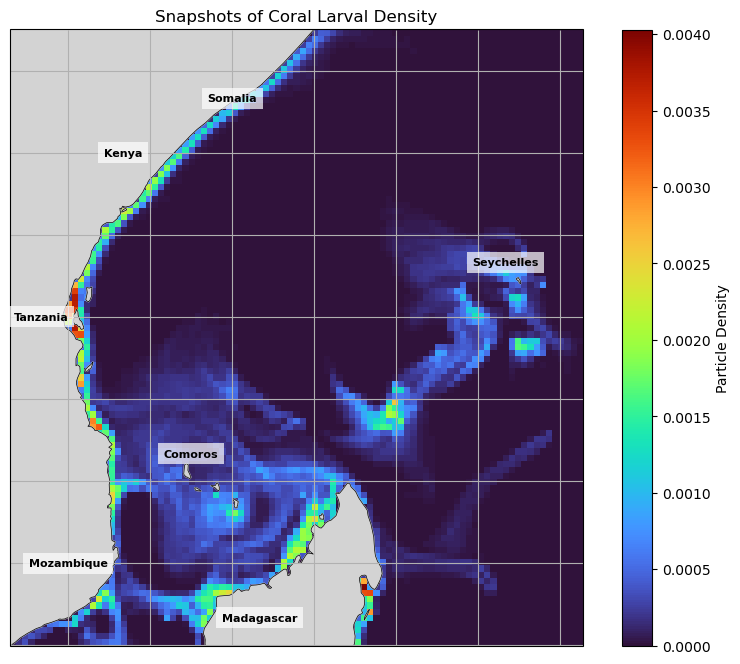 Snapshots of Coral Larval Density
Somalia
Kenya
Seychelles
Tanzania
Comoros
Mozambique
Madagascar
0.0040
0.0035
0.0030
0.0025
0.0020
0.0015
0.0010
0.0005
0.0000
Particle Density